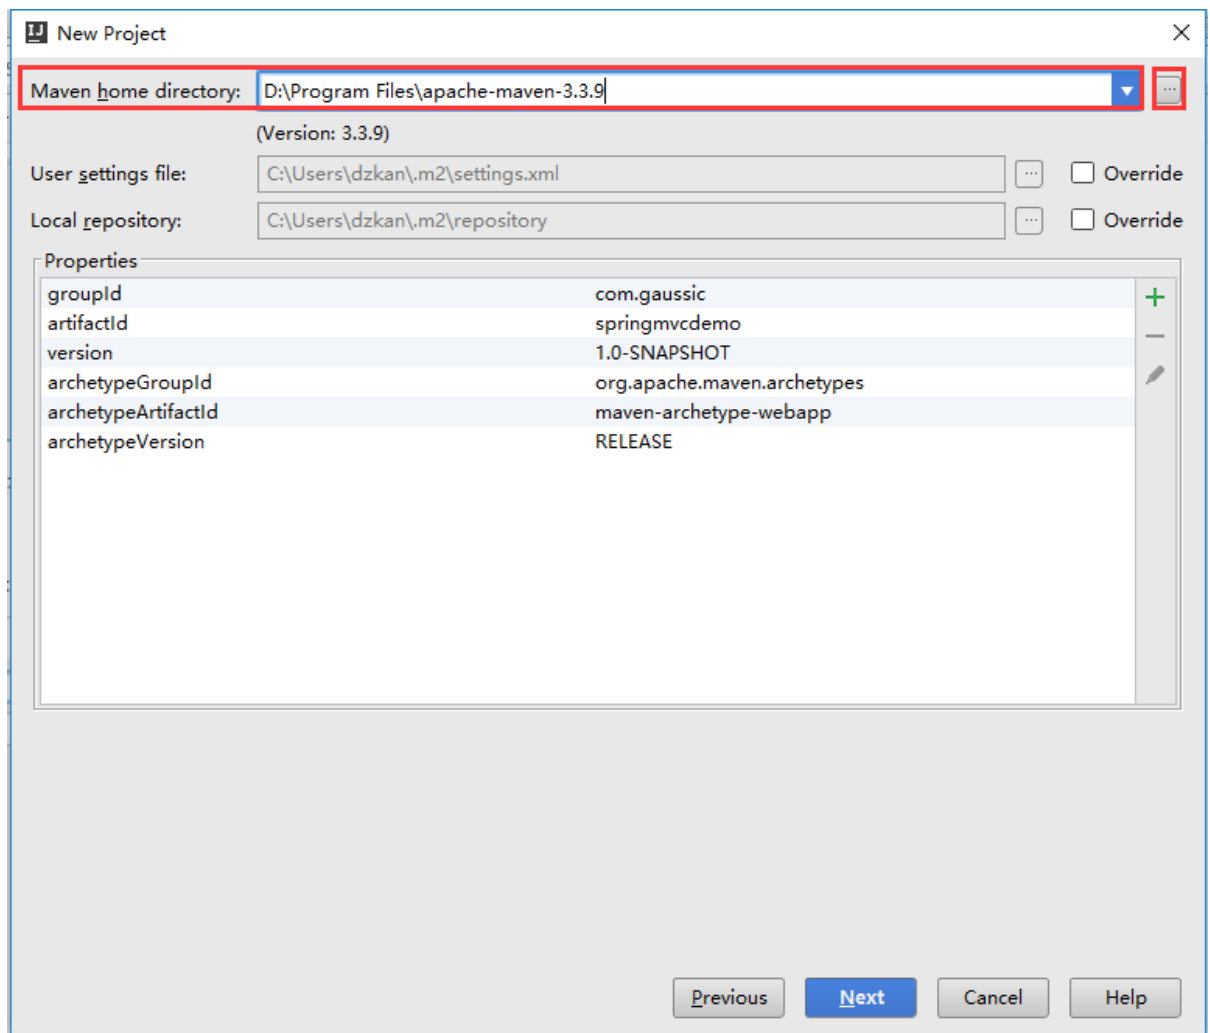 New Project
Maven home directory: D:\Program Files\apache-maven-3.3.9 ...
(Version: 3.3.9)
User settings file: C:\Users\dzkan\.m2\settings.xml ... Override
Local repository: C:\Users\dzkan\.m2\repository ... Override
Properties
groupId com.gaussic
artifactId springmvcdemo
version 1.0-SNAPSHOT
archetypeGroupId org.apache.maven.archetypes
archetypeArtifactId maven-archetype-webapp
archetypeVersion RELEASE
Previous Next Cancel Help